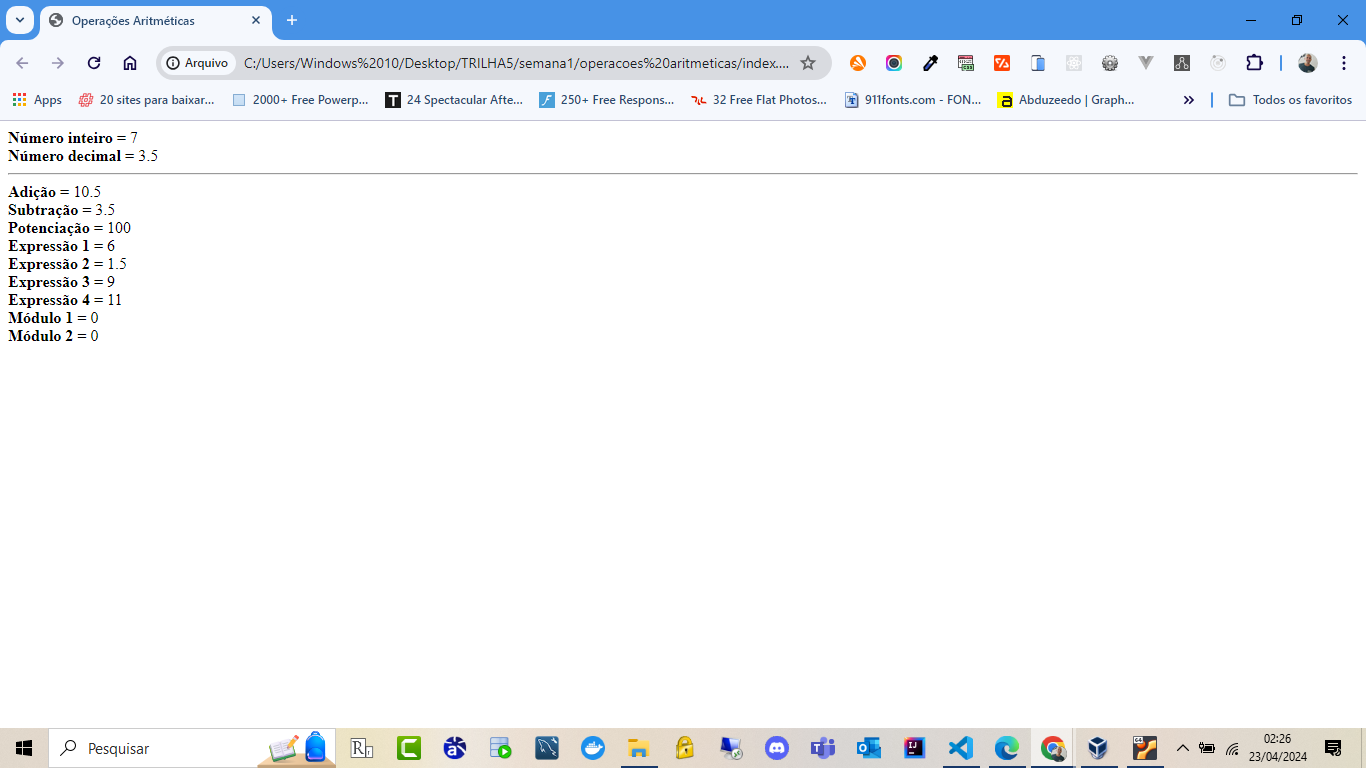 Operações Aritméticas
Arquivo C:/Users/Windows%2010/Desktop/TRILHA5/semana1/operacoes%20aritmeticas/index....
Apps 20 sites para baixar... 2000+ Free Powerp... 24 Spectacular Afte... 250+ Free Respons... 32 Free Flat Photos... 911fonts.com - FON... Abduzeedo | Graph... Todos os favoritos
Número inteiro = 7
Número decimal = 3.5
Adição = 10.5
Subtração = 3.5
Potenciação = 100
Expressão 1 = 6
Expressão 2 = 1.5
Expressão 3 = 9
Expressão 4 = 11
Módulo 1 = 0
Módulo 2 = 0
Pesquisar
02:26
23/04/2024